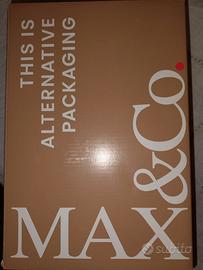 THIS IS
ALTERNATIVE
PACKAGING
MAX&Co.
subito